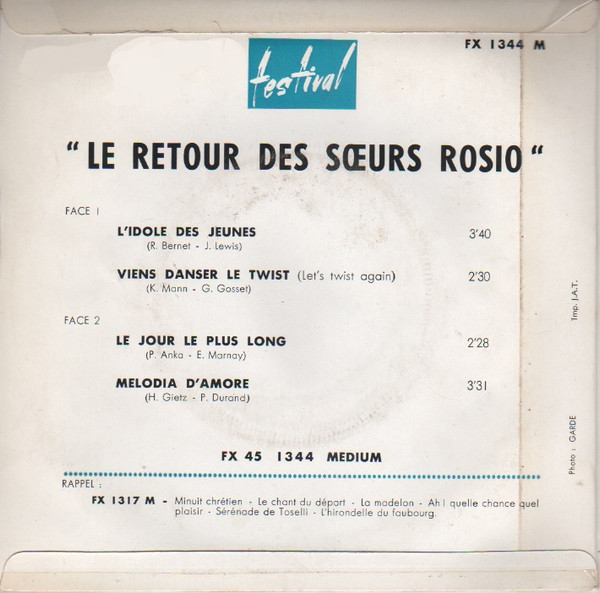 FX 1344 M
festival
" LE RETOUR DES SŒURS ROSIO "
FACE 1
L'IDOLE DES JEUNES 3'40
(R. Bernet - J. Lewis)
VIENS DANSER LE TWIST (Let's twist again) 2'30
(K. Mann - G. Gosset)
FACE 2
LE JOUR LE PLUS LONG 2'28
(P. Anka - E. Marnay)
MELODIA D'AMORE 3'31
(H. Gietz - P. Durand)
FX 45 1344 MEDIUM
RAPPEL :
FX 1317 M - Minuit chrétien - Le chant du départ - La madelon - Ah ! quelle chance quel
plaisir - Sérénade de Toselli - L'hirondelle du faubourg.
Imp. J.A.T.
Photo : GARDE